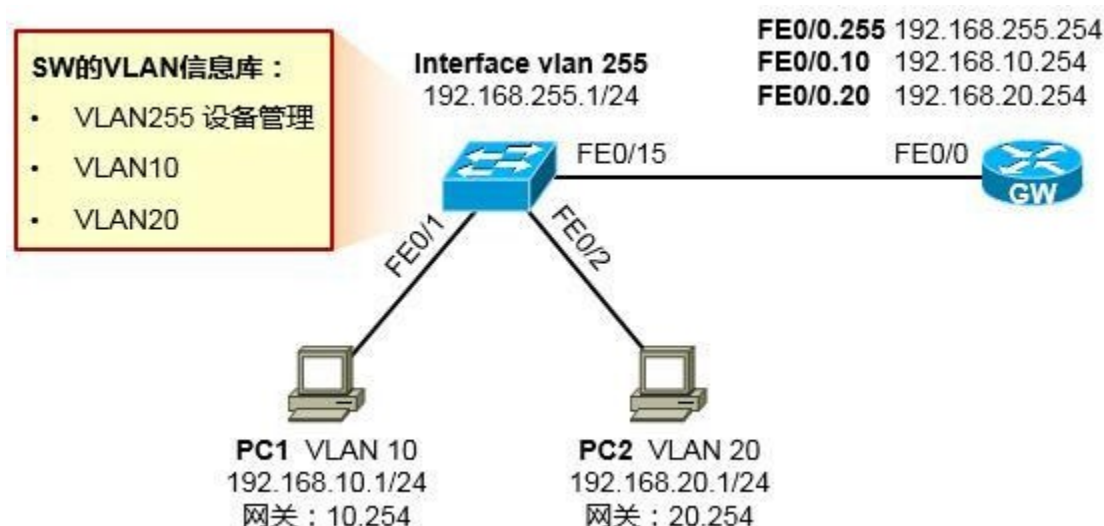 SW的VLAN信息库：
• VLAN255 设备管理
• VLAN10
• VLAN20
Interface vlan 255
192.168.255.1/24
FE0/0.255 192.168.255.254
FE0/0.10 192.168.10.254
FE0/0.20 192.168.20.254
FE0/15
FE0/0
GW
FE0/1
FE0/2
PC1 VLAN 10
192.168.10.1/24
网关：10.254
PC2 VLAN 20
192.168.20.1/24
网关：20.254